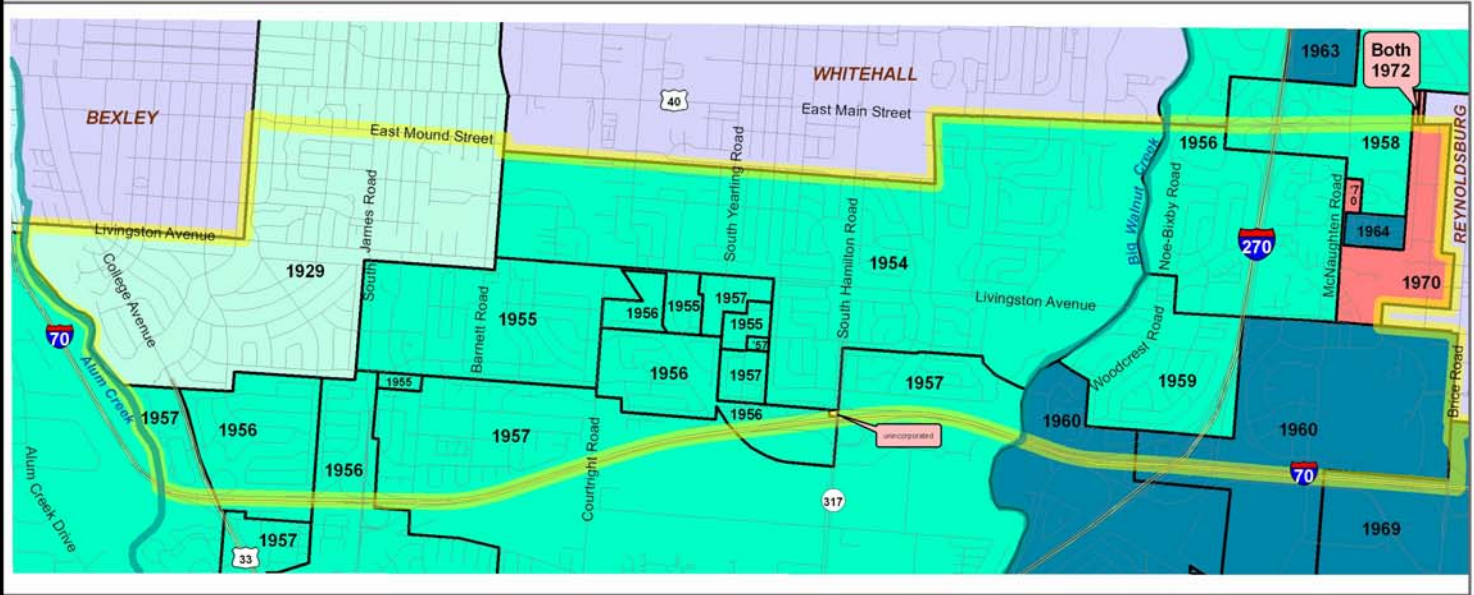 BEXLEY
WHITEHALL
1963
Both
1972
40
East Main Street
East Mound Street
South Yearling Road
Big Walnut Creek
1956
1958
REYNOLDSBURG
Livingston Avenue
South James Road
1929
College Avenue
South Hamilton Road
1954
Noe-Bixby Road
270
McNaughten Road
'70
1964
1970
Livingston Avenue
70
Alum Creek
Barnett Road
1955
1956
1955
1957
1955
'57
1956
1957
1957
Woodcrest Road
1959
Brice Road
1955
1957
1956
1956
1957
1956
unincorporated
1960
1960
70
Courtright Road
317
Alum Creek Drive
1957
33
1969